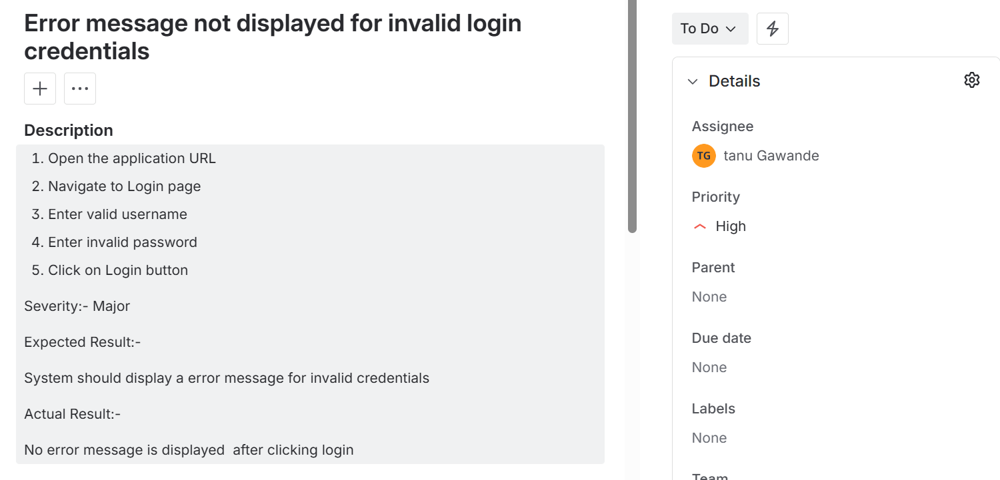 Error message not displayed for invalid login
credentials
Description
1. Open the application URL
2. Navigate to Login page
3. Enter valid username
4. Enter invalid password
5. Click on Login button
Severity:- Major
Expected Result:-
System should display a error message for invalid credentials
Actual Result:-
No error message is displayed  after clicking login
To Do
Details
Assignee
TG tanu Gawande
Priority
High
Parent
None
Due date
None
Labels
None
Team